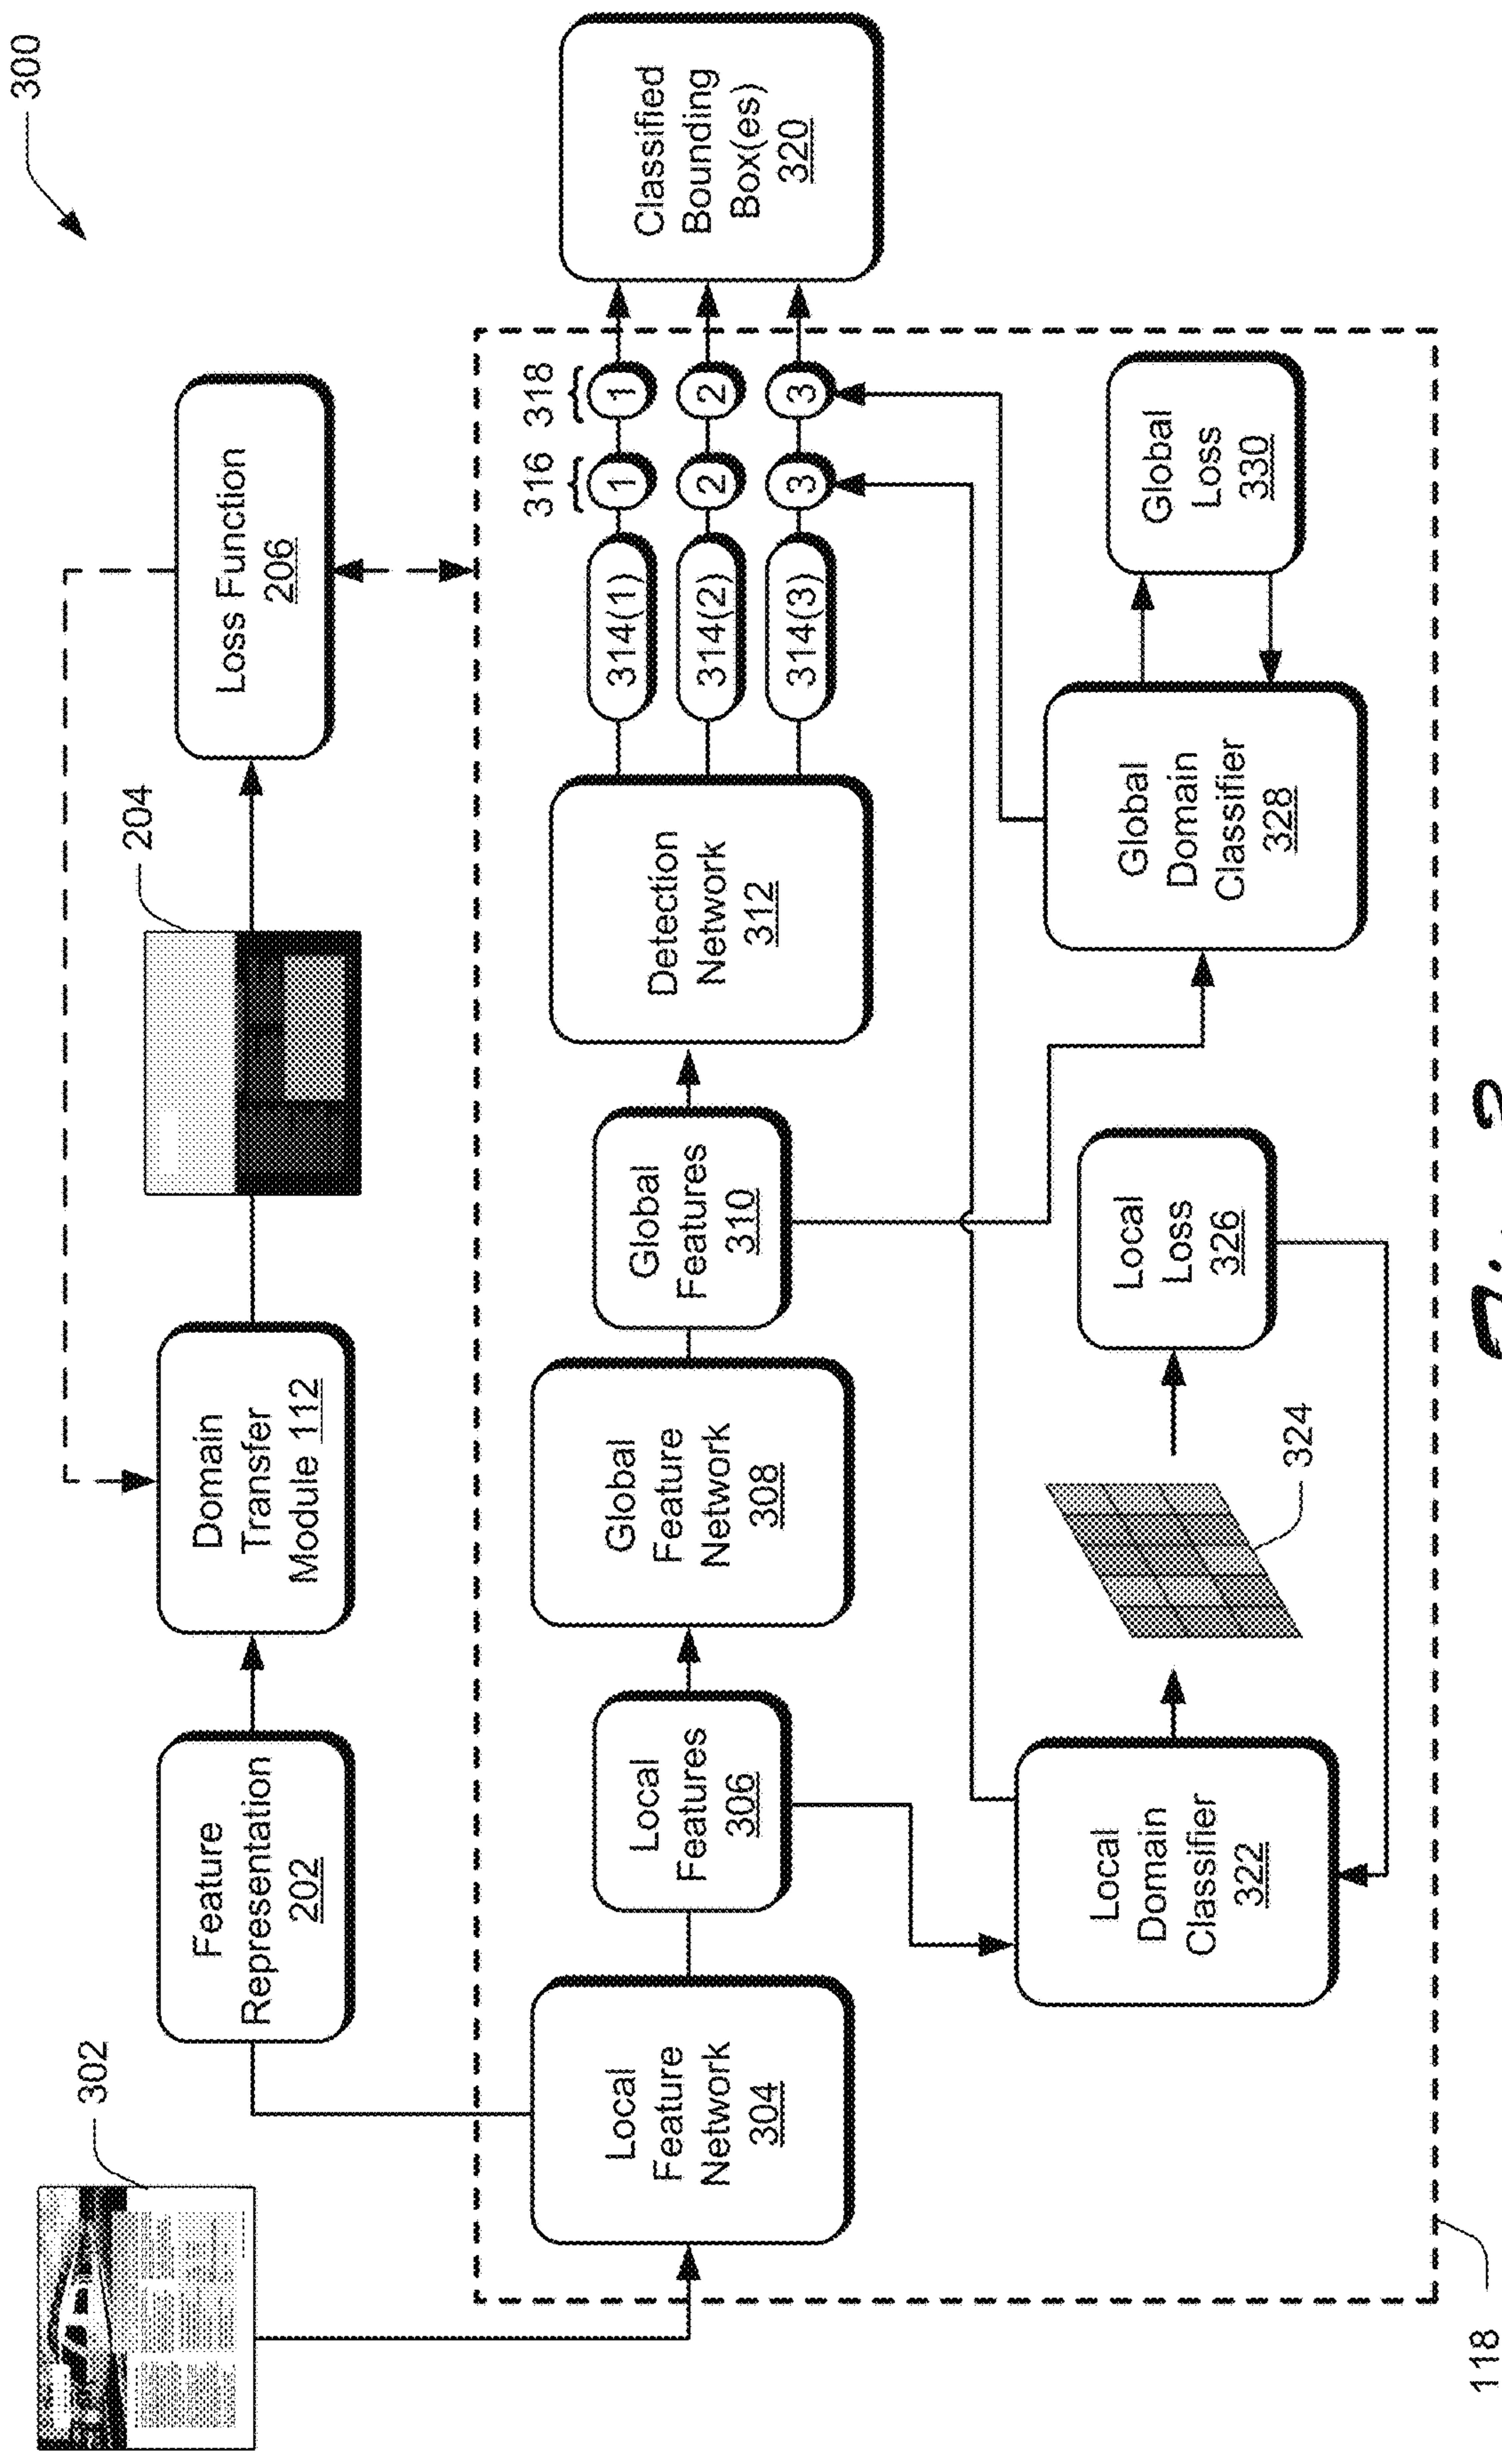 300
302
Feature
Representation
202
Domain
Transfer
Module 112
204
Loss Function
206
Local
Feature
Network
304
Local
Features
306
Global
Feature
Network
308
Global
Features
310
Detection
Network
312
314(1)
314(2)
314(3)
316
318
1
1
2
2
3
3
Classified
Bounding
Box(es)
320
Local
Domain
Classifier
322
324
Local
Loss
326
Global
Domain
Classifier
328
Global
Loss
330
118